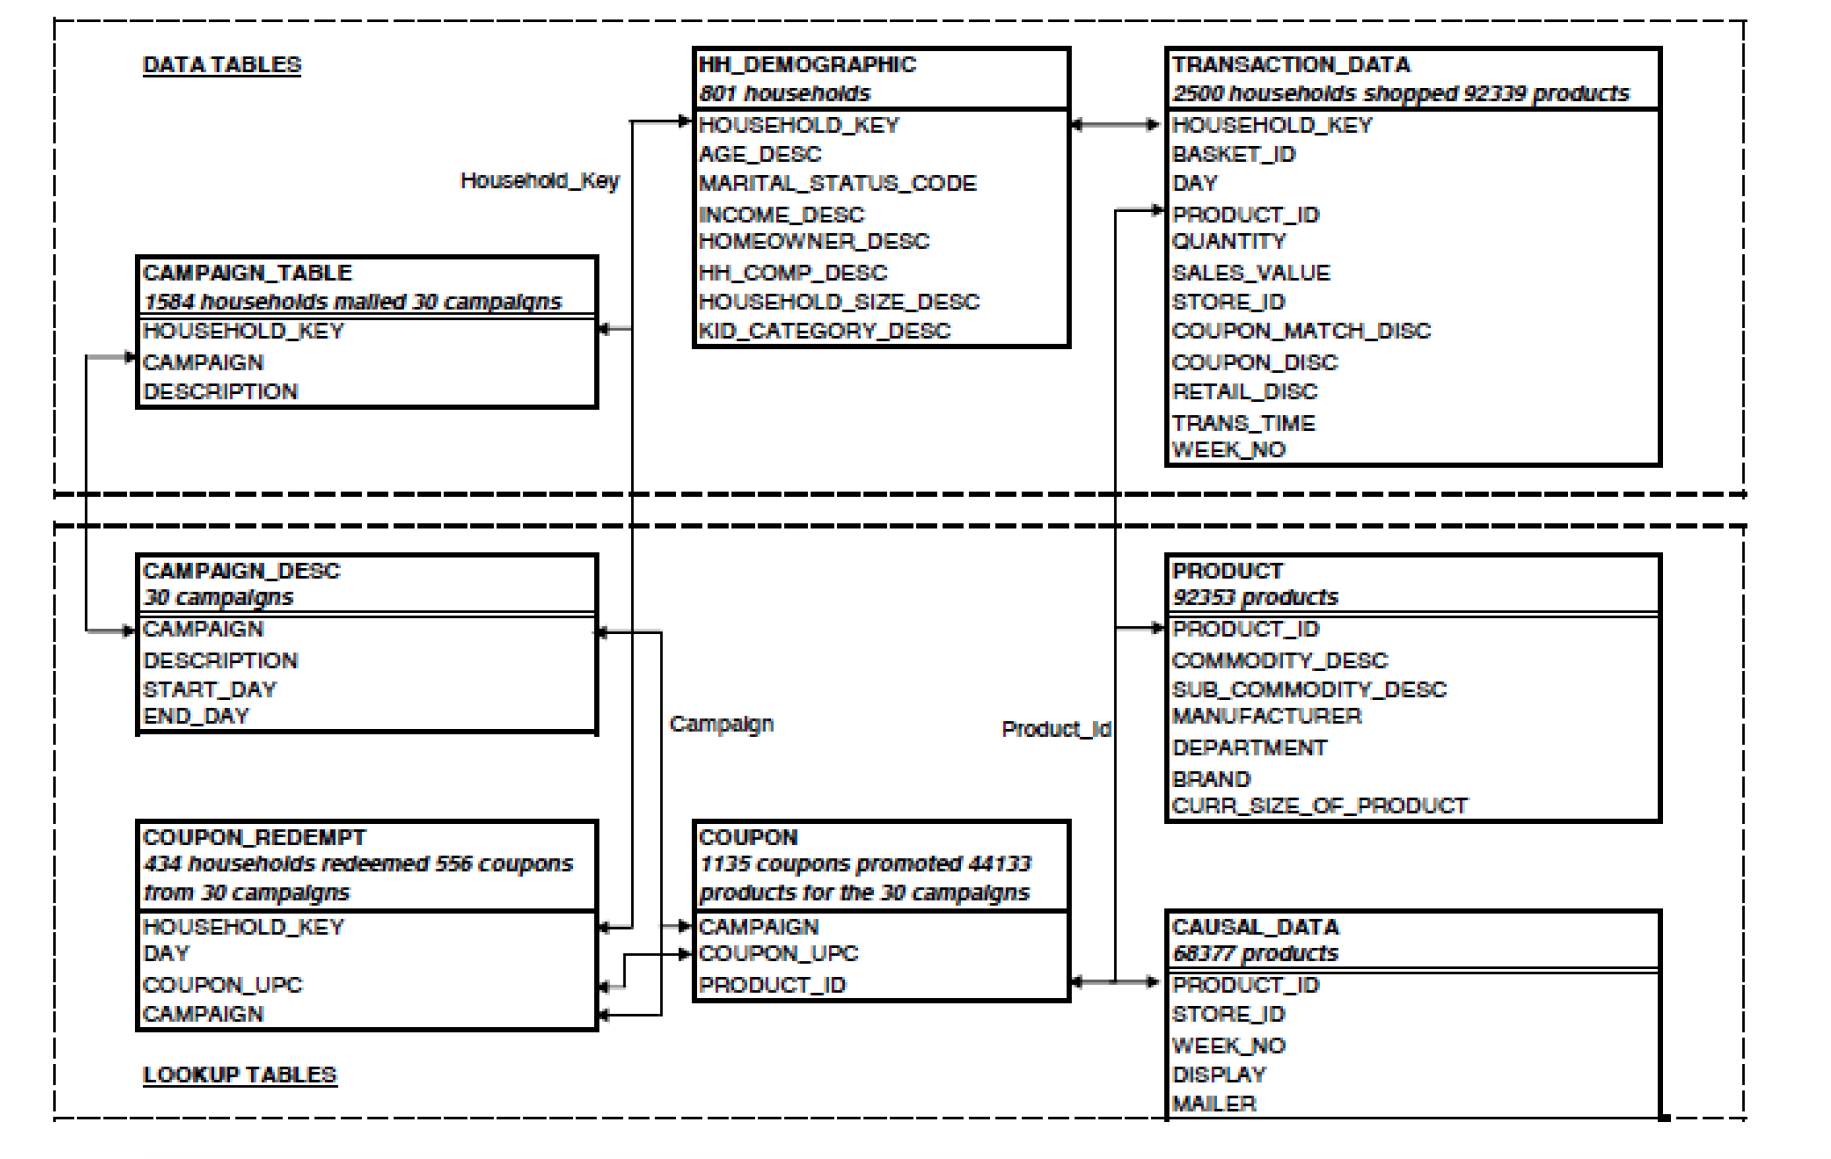 DATA TABLES
HH_DEMOGRAPHIC
801 households
HOUSEHOLD_KEY
AGE_DESC
MARITAL_STATUS_CODE
INCOME_DESC
HOMEOWNER_DESC
HH_COMP_DESC
HOUSEHOLD_SIZE_DESC
KID_CATEGORY_DESC
TRANSACTION_DATA
2500 households shopped 92339 products
HOUSEHOLD_KEY
BASKET_ID
DAY
PRODUCT_ID
QUANTITY
SALES_VALUE
STORE_ID
COUPON_MATCH_DISC
COUPON_DISC
RETAIL_DISC
TRANS_TIME
WEEK_NO
Household_Key
CAMPAIGN_TABLE
1584 households mailed 30 campaigns
HOUSEHOLD_KEY
CAMPAIGN
DESCRIPTION
CAMPAIGN_DESC
30 campaigns
CAMPAIGN
DESCRIPTION
START_DAY
END_DAY
Campaign
Product_Id
PRODUCT
92353 products
PRODUCT_ID
COMMODITY_DESC
SUB_COMMODITY_DESC
MANUFACTURER
DEPARTMENT
BRAND
CURR_SIZE_OF_PRODUCT
COUPON_REDEMPT
434 households redeemed 556 coupons
from 30 campaigns
HOUSEHOLD_KEY
DAY
COUPON_UPC
CAMPAIGN
COUPON
1135 coupons promoted 44133
products for the 30 campaigns
CAMPAIGN
COUPON_UPC
PRODUCT_ID
CAUSAL_DATA
68377 products
PRODUCT_ID
STORE_ID
WEEK_NO
DISPLAY
MAILER
LOOKUP TABLES